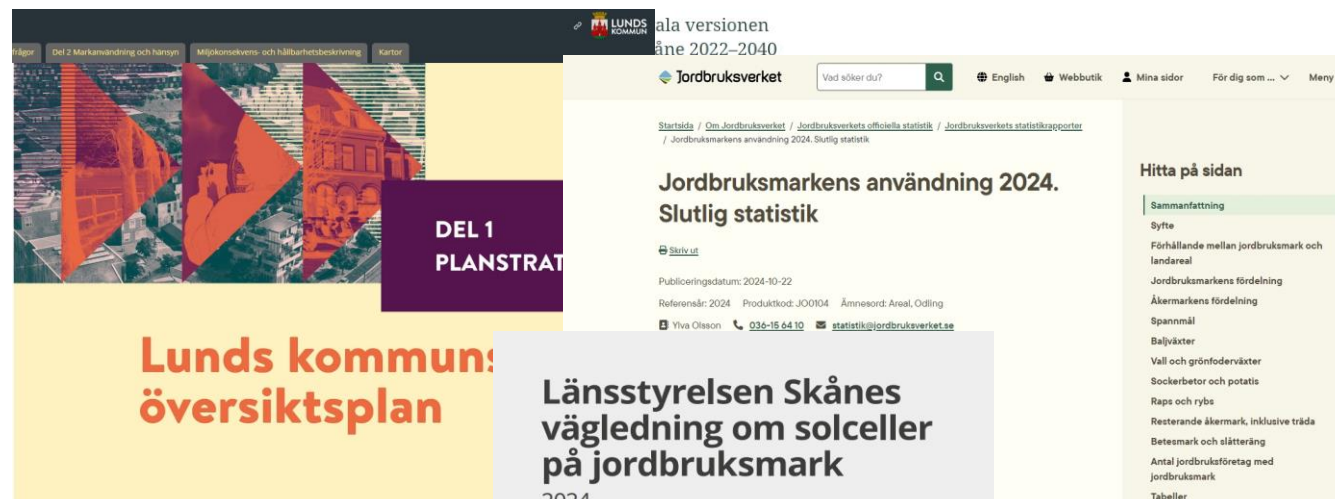 LUNDS
KOMMUN
frågor
Del 2 Markanvändning och hänsyn
Miljökonsekvens- och hållbarhetsbeskrivning
Kartor
DEL 1
PLANSTRAT
Lunds kommuns
översiktsplan
ala versionen
åne 2022–2040
Jordbruksverket
Vad söker du?
English
Webbutik
Mina sidor
För dig som ...
Meny
Startsida / Om Jordbruksverket / Jordbruksverkets officiella statistik / Jordbruksverkets statistikrapporter
/ Jordbruksmarkens användning 2024. Slutlig statistik
Jordbruksmarkens användning 2024.
Slutlig statistik
Skriv ut
Publiceringsdatum: 2024-10-22
Referensår: 2024 Produktkod: JO0104 Ämnesord: Areal, Odling
Ylva Olsson 036-15 64 10 statistik@jordbruksverket.se
Hitta på sidan
Sammanfattning
Syfte
Förhållande mellan jordbruksmark och
landareal
Jordbruksmarkens fördelning
Åkermarkens fördelning
Spannmål
Baljväxter
Vall och grönfoderväxter
Sockerbetor och potatis
Raps och rybs
Resterande åkermark, inklusive träda
Betesmark och slåtteräng
Antal jordbruksföretag med
jordbruksmark
Tabeller
Länsstyrelsen Skånes
vägledning om solceller
på jordbruksmark
2024